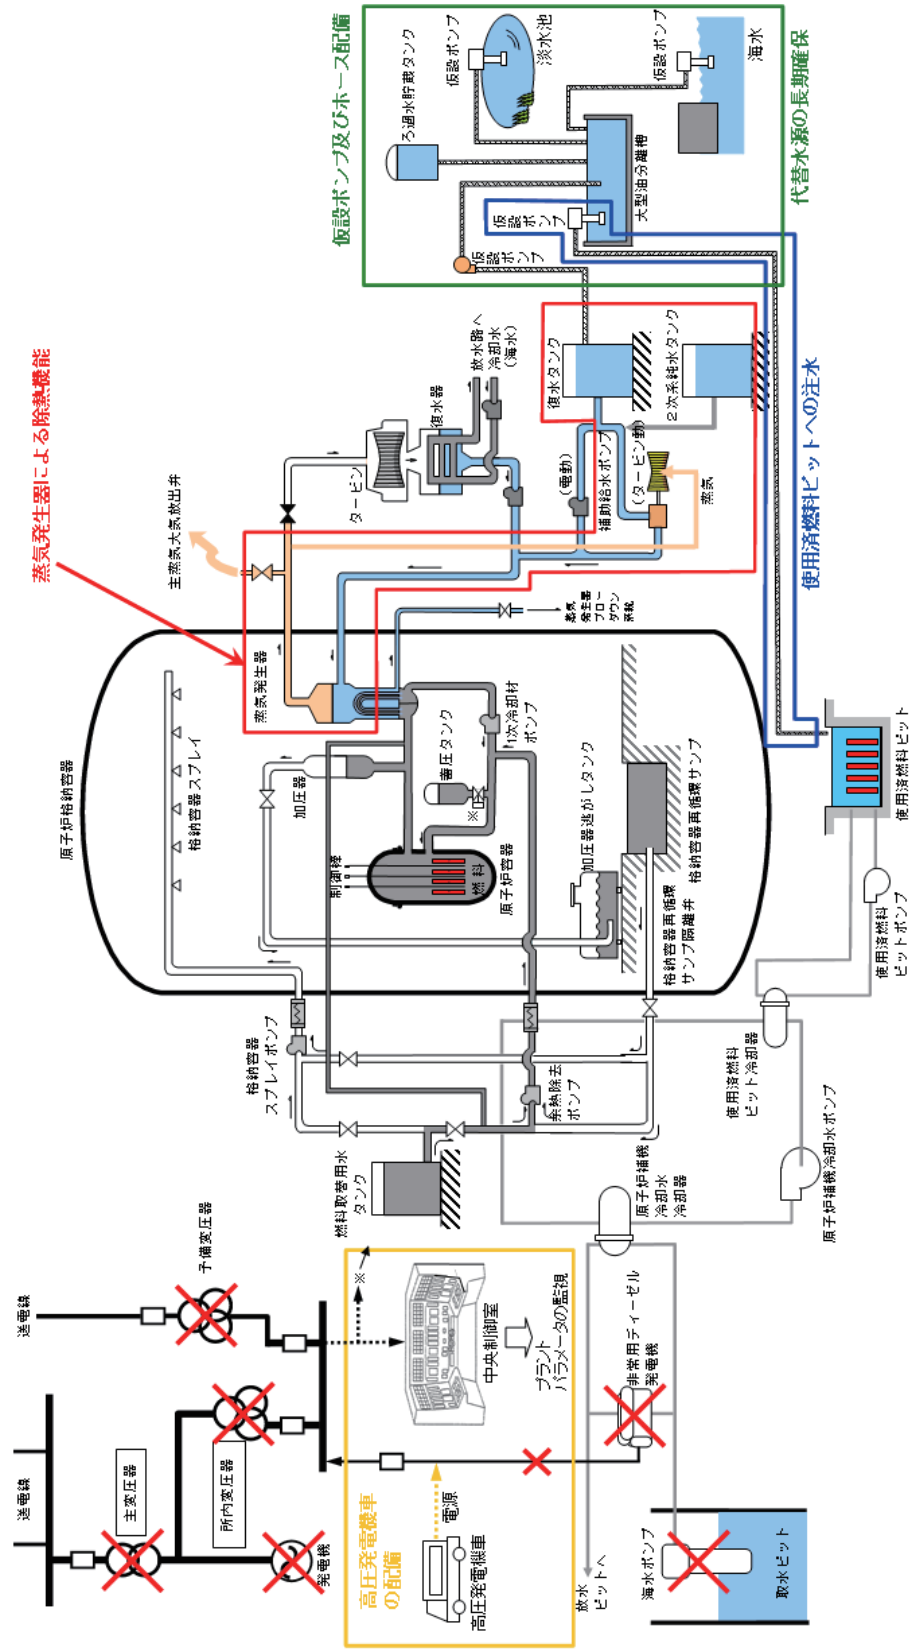 送電線
送電線
予備変圧器
主変圧器
所内変圧器
発電機
高圧発電機車
の配備
電源
高圧発電機車
※
中央制御室
プラント
パラメータの監視
非常用ディーゼル
発電機
放水
ピットへ
海水ポンプ
取水ピット
原子炉格納容器
格納容器スプレイ
格納容器
スプレイポンプ
燃料取替用水
タンク
余熱除去
ポンプ
原子炉補機
冷却水
冷却器
原子炉補機冷却水ポンプ
使用済燃料
ピット冷却器
使用済燃料
ピットポンプ
使用済燃料ピット
制御棒
燃料
原子炉容器
加圧器
蓄圧タンク
※
1次冷却材
ポンプ
加圧器逃がしタンク
格納容器再循環
サンプ隔離弁
格納容器再循環サンプ
蒸気発生器
蒸気発生器による除熱機能
主蒸気大気放出弁
タービン
復水器
放水路へ
冷却水
(海水)
蒸気
発生器
ブロー
ダウン
系統
(電動)
補助給水ポンプ
(タービン動)
蒸気
復水タンク
2次系純水タンク
使用済燃料ピットへの注水
仮設ポンプ及びホース配備
代替水源の長期確保
ろ過水貯蔵タンク
仮設ポンプ
淡水池
仮設ポンプ
海水
大型油分離槽
仮設ポンプ
仮設ポンプ